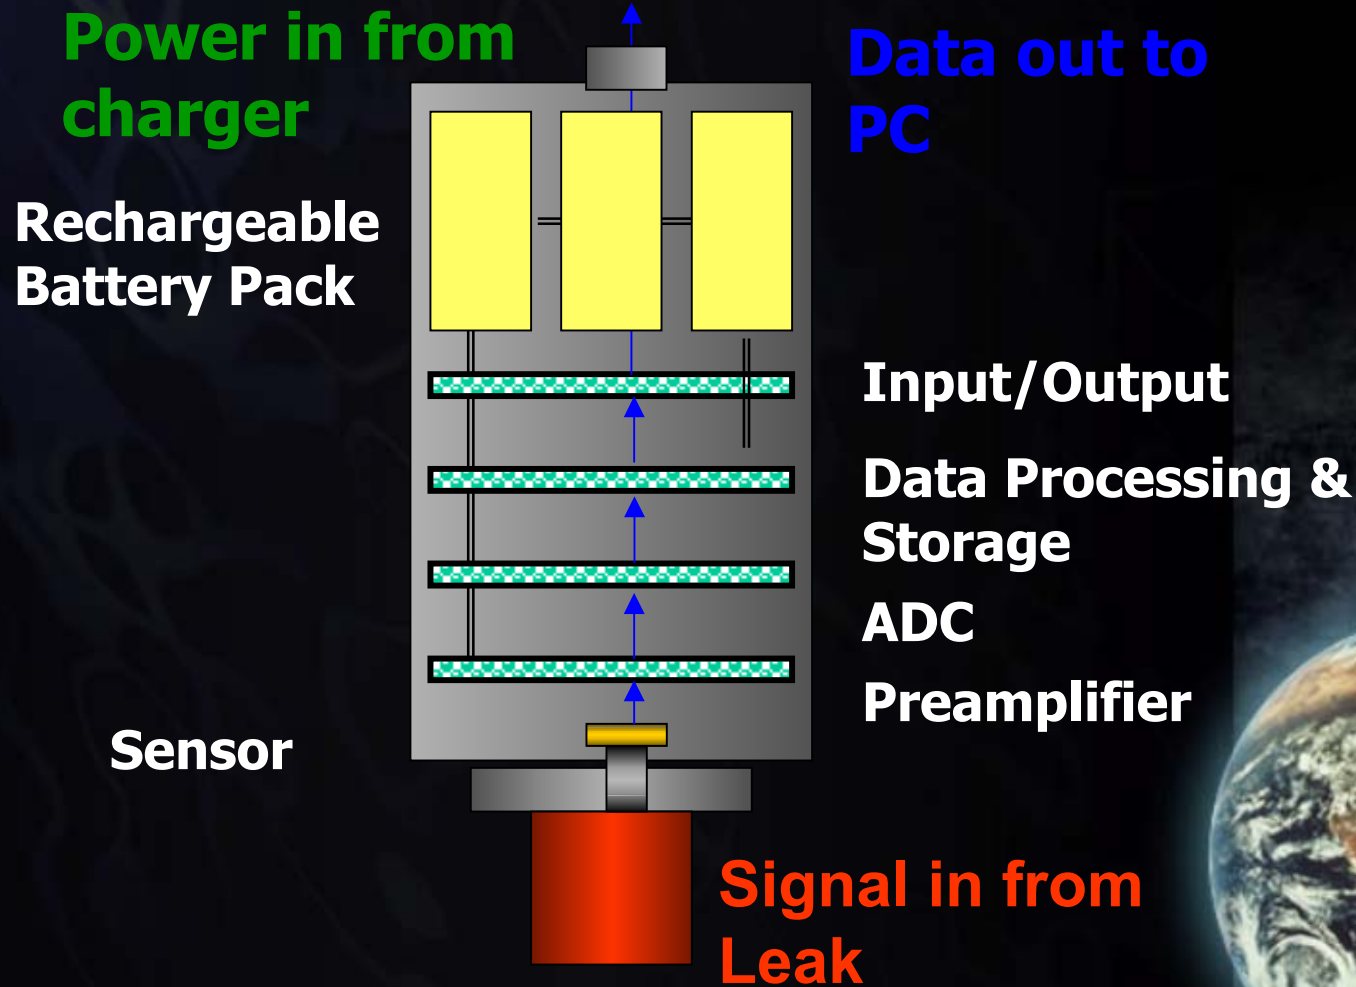 Power in from
charger
Data out to
PC
Rechargeable
Battery Pack
Input/Output
Data Processing &
Storage
ADC
Preamplifier
Sensor
Signal in from
Leak